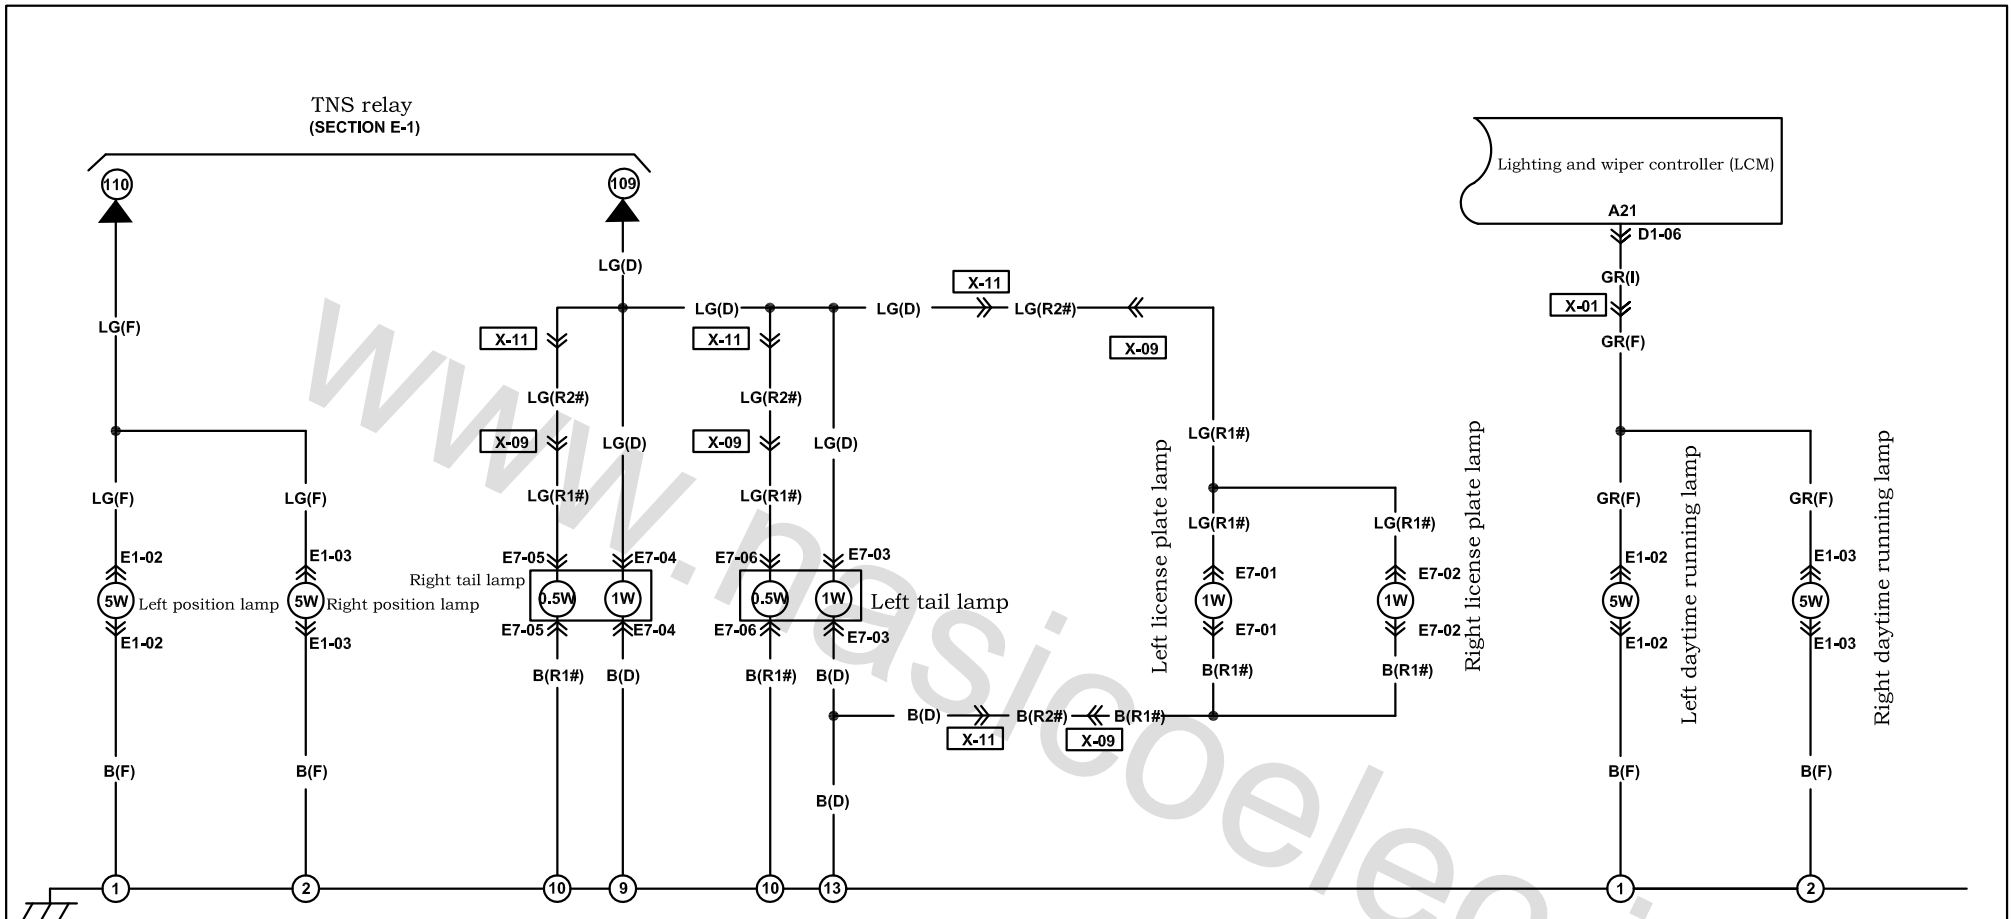 TNS relay
(SECTION E-1)
110
109
Lighting and wiper controller (LCM)
A21
D1-06
LG(D)
GR(I)
X-11
X-01
LG(D)
LG(D)
LG(R2#)
LG(F)
X-11
X-11
X-09
GR(F)
LG(R2#)
LG(R2#)
X-09
LG(D)
X-09
LG(D)
LG(R1#)
LG(F)
LG(F)
LG(R1#)
LG(R1#)
GR(F)
GR(F)
LG(R1#)
LG(R1#)
Left license plate lamp
Right license plate lamp
Left daytime running lamp
Right daytime running lamp
E1-02
E1-03
E7-05
E7-04
E7-06
E7-03
E7-01
E7-02
E1-02
E1-03
Right tail lamp
5W
Left position lamp
5W
Right position lamp
0.5W
1W
0.5W
1W
Left tail lamp
1W
1W
5W
5W
E1-02
E1-03
E7-05
E7-04
E7-06
E7-03
E7-01
E7-02
E1-02
E1-03
B(R1#)
B(D)
B(R1#)
B(D)
B(R1#)
B(R1#)
B(D)
B(R2#)
B(R1#)
X-11
X-09
B(F)
B(F)
B(D)
B(F)
B(F)
1
2
10
9
10
13
1
2
www.nasicoelec